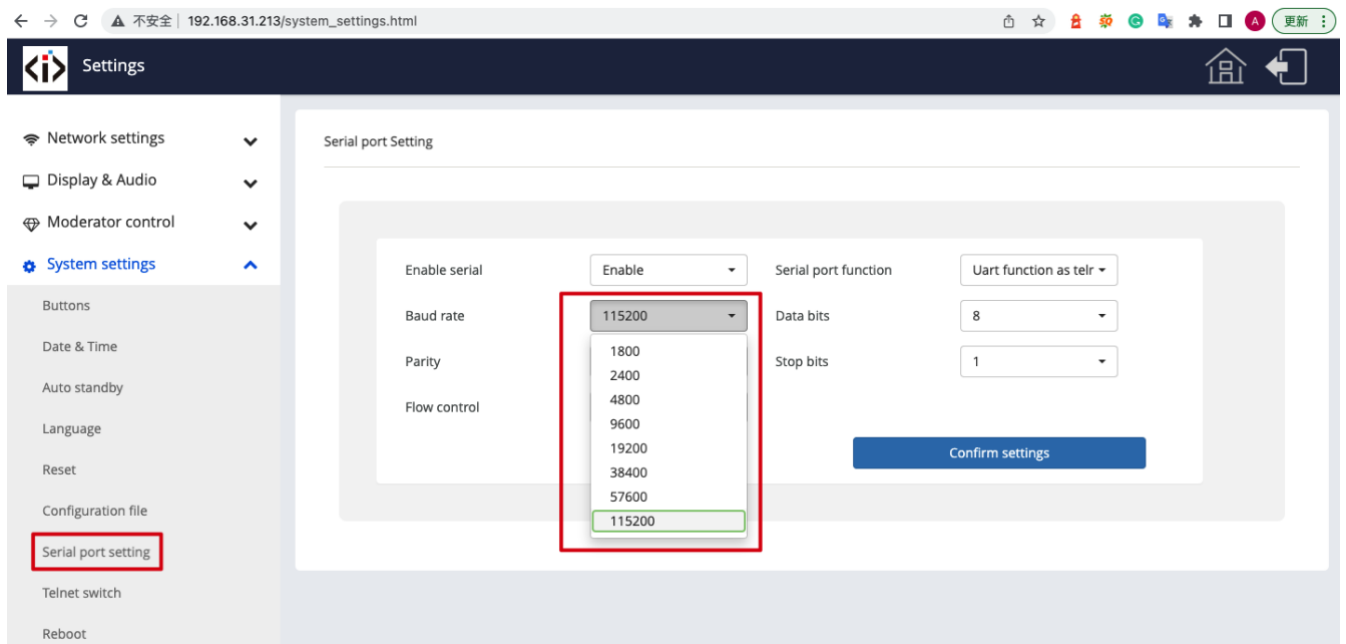 不安全 | 192.168.31.213/system_settings.html
A
更新
<i> Settings
Network settings
Display & Audio
Moderator control
System settings
Buttons
Date & Time
Auto standby
Language
Reset
Configuration file
Serial port setting
Telnet switch
Reboot
Serial port Setting
Enable serial Enable Serial port function Uart function as telr
Baud rate 115200 Data bits 8
Parity Stop bits 1
Flow control
1800
2400
4800
9600
19200
38400
57600
115200
Confirm settings